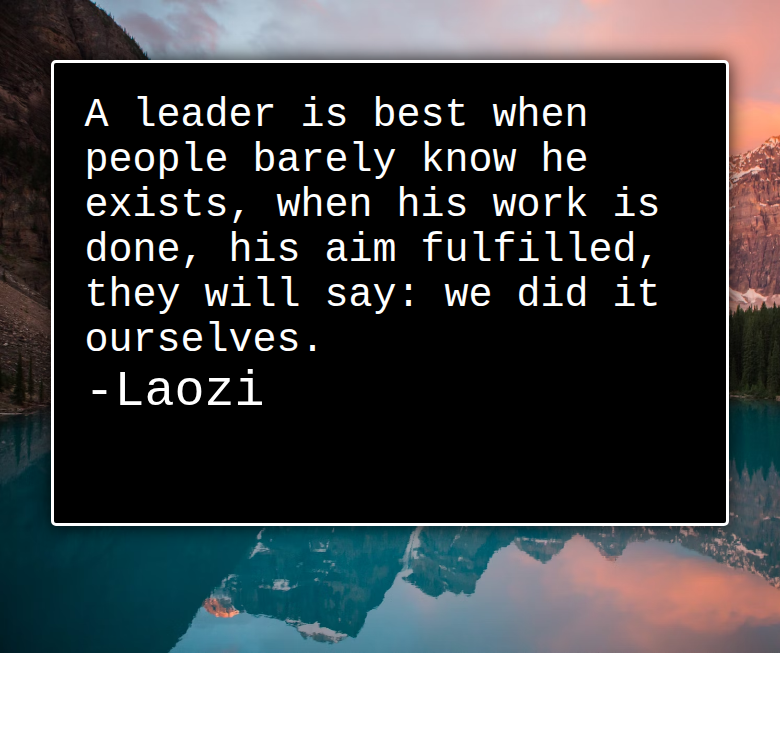 A leader is best when
people barely know he
exists, when his work is
done, his aim fulfilled,
they will say: we did it
ourselves.
-Laozi